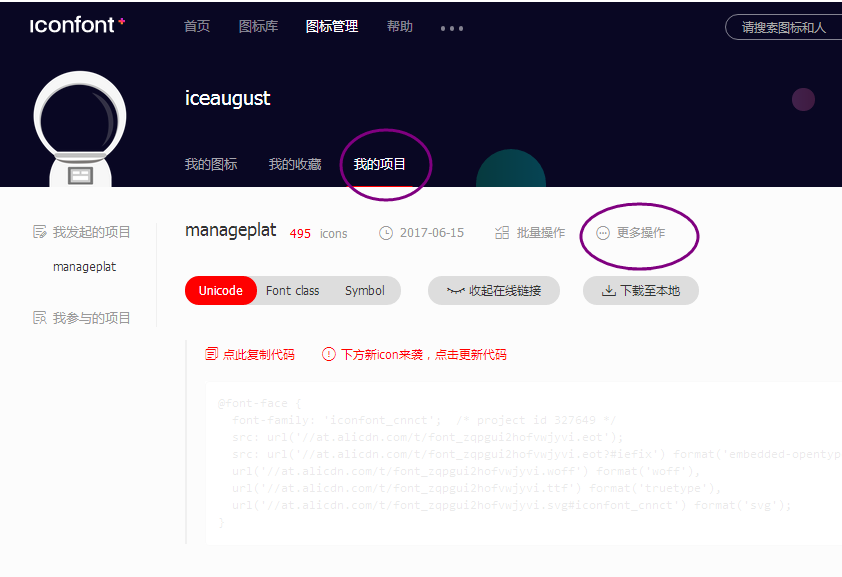 iconfont+
首页 图标库 图标管理 帮助 •••
请搜索图标和人
iceaugust
我的图标 我的收藏 我的项目
我发起的项目
manageplat
我参与的项目
manageplat 495 icons 2017-06-15 批量操作 更多操作
Unicode Font class Symbol 收起在线链接 下载至本地
点此复制代码 下方新icon来袭，点击更新代码
@font-face {
font-family: 'iconfont_cnnct'; /* project id 327649 */
src: url('//at.alicdn.com/t/font_zqpgui2hofvwjyvi.eot');
src: url('//at.alicdn.com/t/font_zqpgui2hofvwjyvi.eot?#iefix') format('embedded-opentyp
url('//at.alicdn.com/t/font_zqpgui2hofvwjyvi.woff') format('woff'),
url('//at.alicdn.com/t/font_zqpgui2hofvwjyvi.ttf') format('truetype'),
url('//at.alicdn.com/t/font_zqpgui2hofvwjyvi.svg#iconfont_cnnct') format('svg');
}